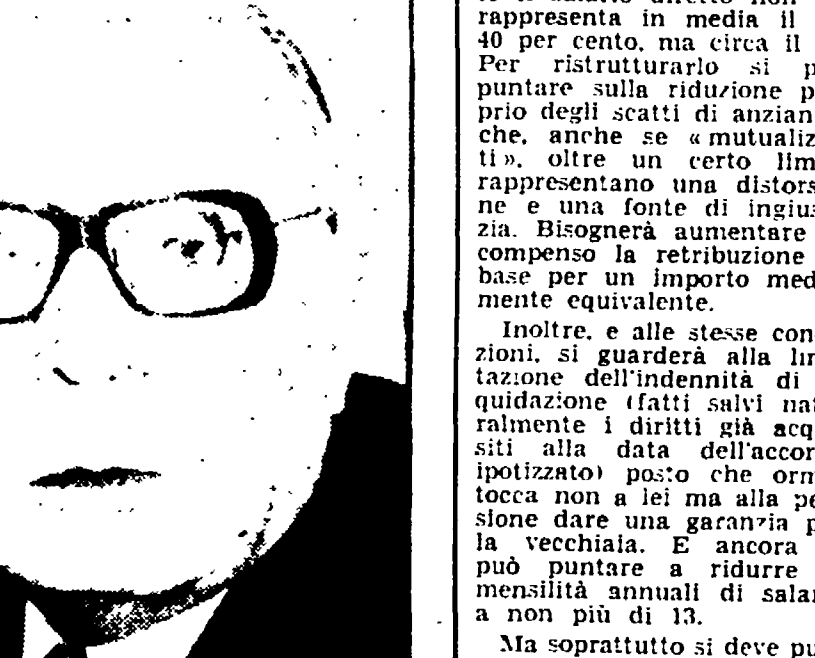 rappresenta in media il
40 per cento, ma circa il
Per ristrutturarlo si p
puntare sulla riduzione p
prio degli scatti di anzian
che, anche se « mutualiz
ti », oltre un certo lim
rappresentano una distors
ne e una fonte di ingius
zia. Bisognerà aumentare
compenso la retribuzione
base per un importo med
mente equivalente.
Inoltre, e alle stesse con
zioni, si guarderà alla lim
tazione dell'indennità di
quidazione (fatti salvi nat
ralmente i diritti già acq
siti alla data dell'accor
ipotizzato) posto che orm
tocca non a lei ma alla pe
sione dare una garanzia p
la vecchiaia. E ancora
può puntare a ridurre
mensilità annuali di salar
a non più di 13.
Ma soprattutto si deve pu